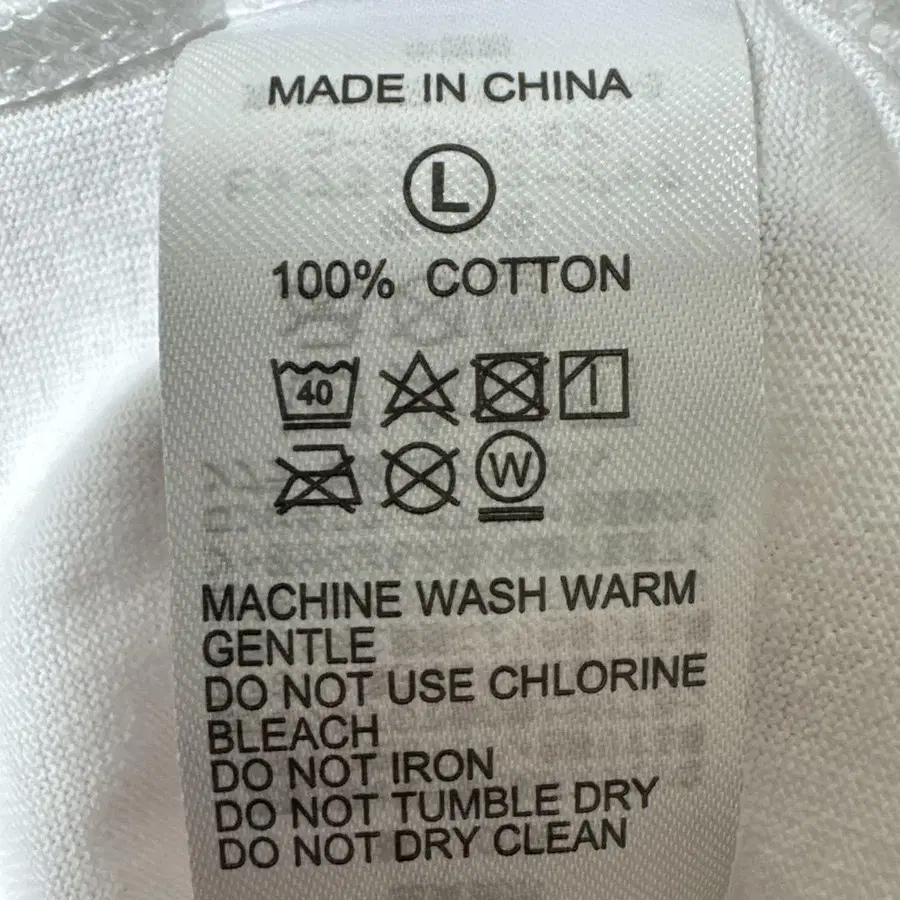 MADE IN CHINA
L
100% COTTON
40
W
MACHINE WASH WARM
GENTLE
DO NOT USE CHLORINE
BLEACH
DO NOT IRON
DO NOT TUMBLE DRY
DO NOT DRY CLEAN